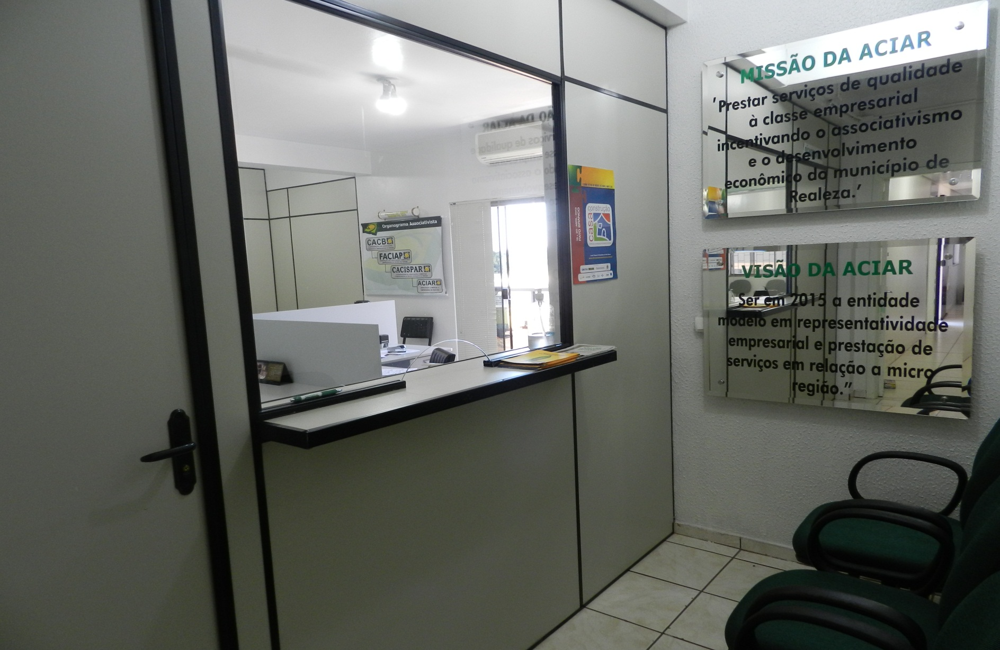 MISSÃO DA ACIAR
'Prestar serviços de qualidade
à classe empresarial
incentivando o associativismo
e o desenvolvimento
econômico do município de
Realeza.'
VISÃO DA ACIAR
Ser em 2015 a entidade
modelo em representatividade
empresarial e prestação de
serviços em relação a micro
região."
Organograma Associativista
CACB
FACIAP
CACISPAR
ACIAR
construção
casa
PATO BRANCO